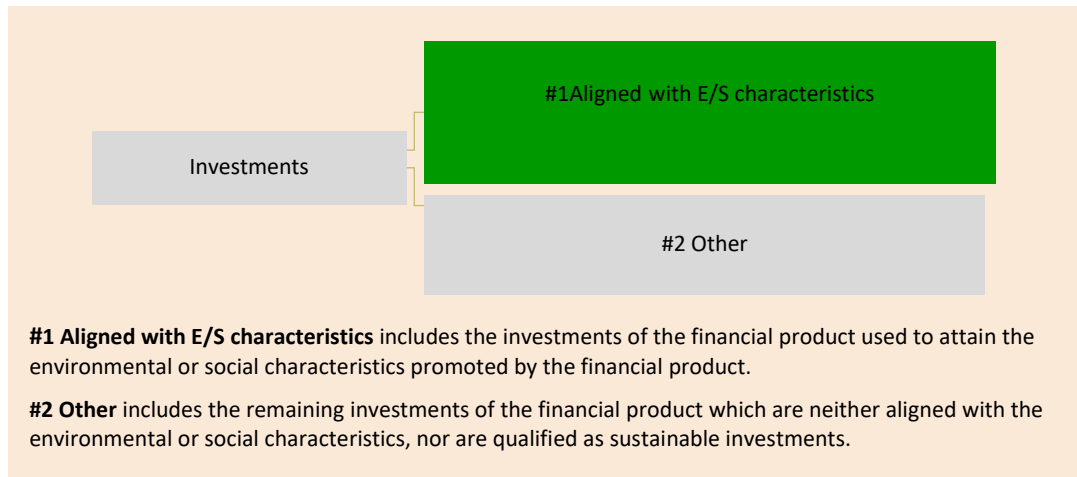 #1Aligned with E/S characteristics
Investments
#2 Other
#1 Aligned with E/S characteristics includes the investments of the financial product used to attain the
environmental or social characteristics promoted by the financial product.
#2 Other includes the remaining investments of the financial product which are neither aligned with the
environmental or social characteristics, nor are qualified as sustainable investments.